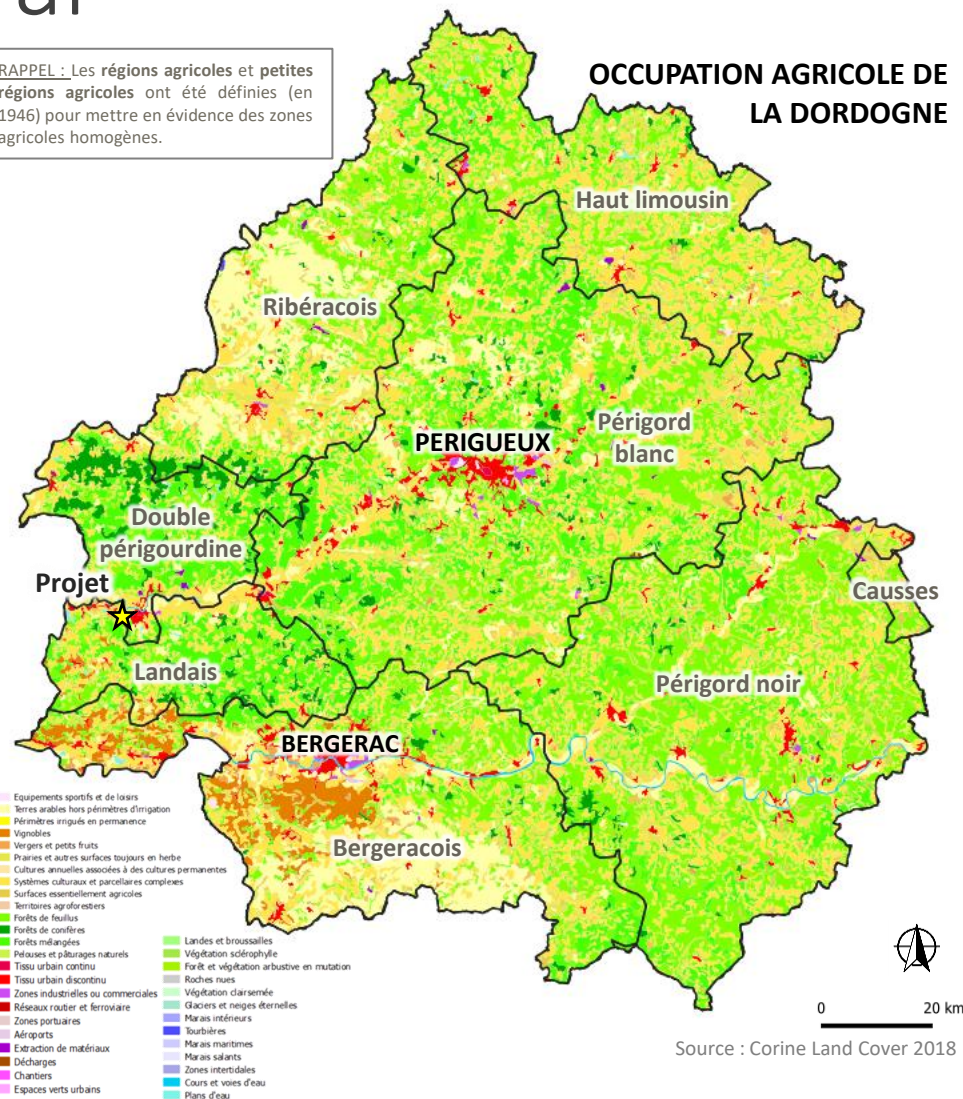 RAPPEL : Les régions agricoles et petites
régions agricoles ont été définies (en
1946) pour mettre en évidence des zones
agricoles homogènes.
OCCUPATION AGRICOLE DE
LA DORDOGNE
Haut limousin
Ribéracois
Périgord
blanc
PERIGUEUX
Double
périgourdine
Projet
Causses
Landais
Périgord noir
BERGERAC
Bergeracois
Equipements sportifs et de loisirs
Terres arables hors périmètres d'irrigation
Périmètres irrigués en permanence
Vignobles
Vergers et petits fruits
Prairies et autres surfaces toujours en herbe
Cultures annuelles associées à des cultures permanentes
Systèmes culturaux et parcellaires complexes
Surfaces essentiellement agricoles
Territoires agroforestiers
Forêts de feuillus
Forêts de conifères
Forêts mélangées
Pelouses et pâturages naturels
Tissu urbain continu
Tissu urbain discontinu
Zones industrielles ou commerciales
Réseaux routier et ferroviaire
Zones portuaires
Aéroports
Extraction de matériaux
Décharges
Chantiers
Espaces verts urbains
Landes et broussailles
Végétation sclérophylle
Forêt et végétation arbustive en mutation
Roches nues
Végétation clairsemée
Glaciers et neiges éternelles
Marais intérieurs
Tourbières
Marais maritimes
Marais salants
Zones intertidales
Cours et voies d'eau
Plans d'eau
0 20 km
Source : Corine Land Cover 2018